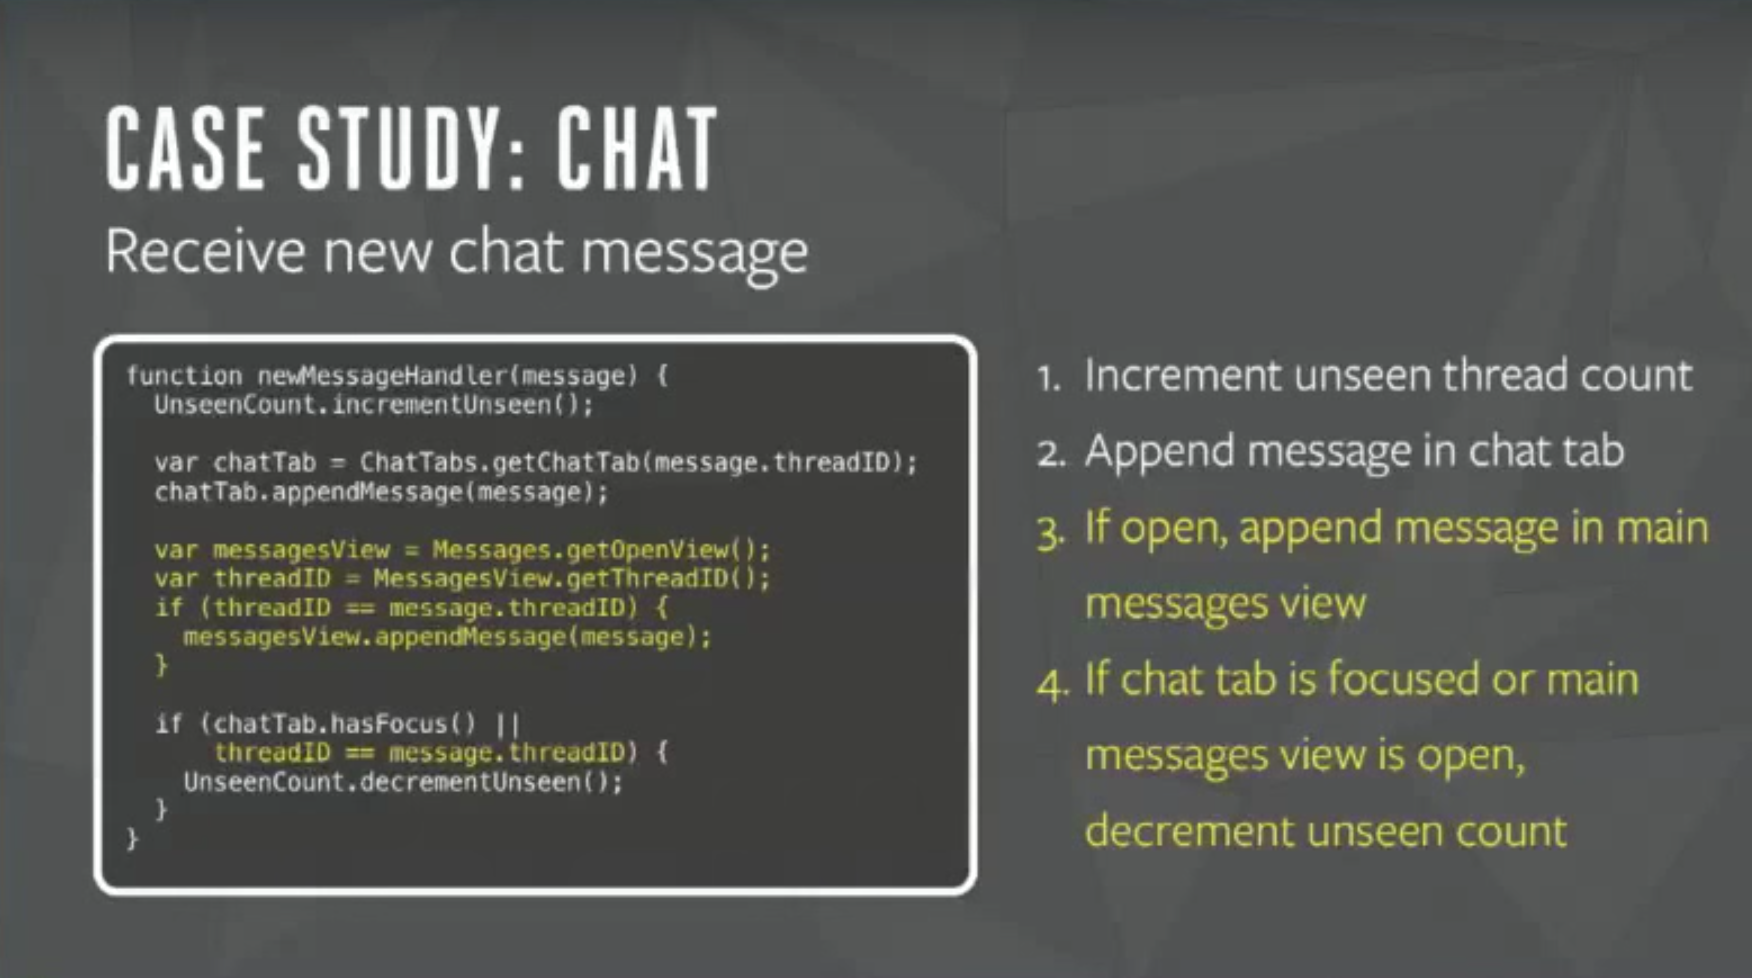 CASE STUDY: CHAT
Receive new chat message
function newMessageHandler(message) {
UnseenCount.incrementUnseen();
var chatTab = ChatTabs.getChatTab(message.threadID);
chatTab.appendMessage(message);
var messagesView = Messages.getOpenView();
var threadID = MessagesView.getThreadID();
if (threadID == message.threadID) {
messagesView.appendMessage(message);
}
if (chatTab.hasFocus() ||
threadID == message.threadID) {
UnseenCount.decrementUnseen();
}
}
1. Increment unseen thread count
2. Append message in chat tab
3. If open, append message in main
messages view
4. If chat tab is focused or main
messages view is open,
decrement unseen count